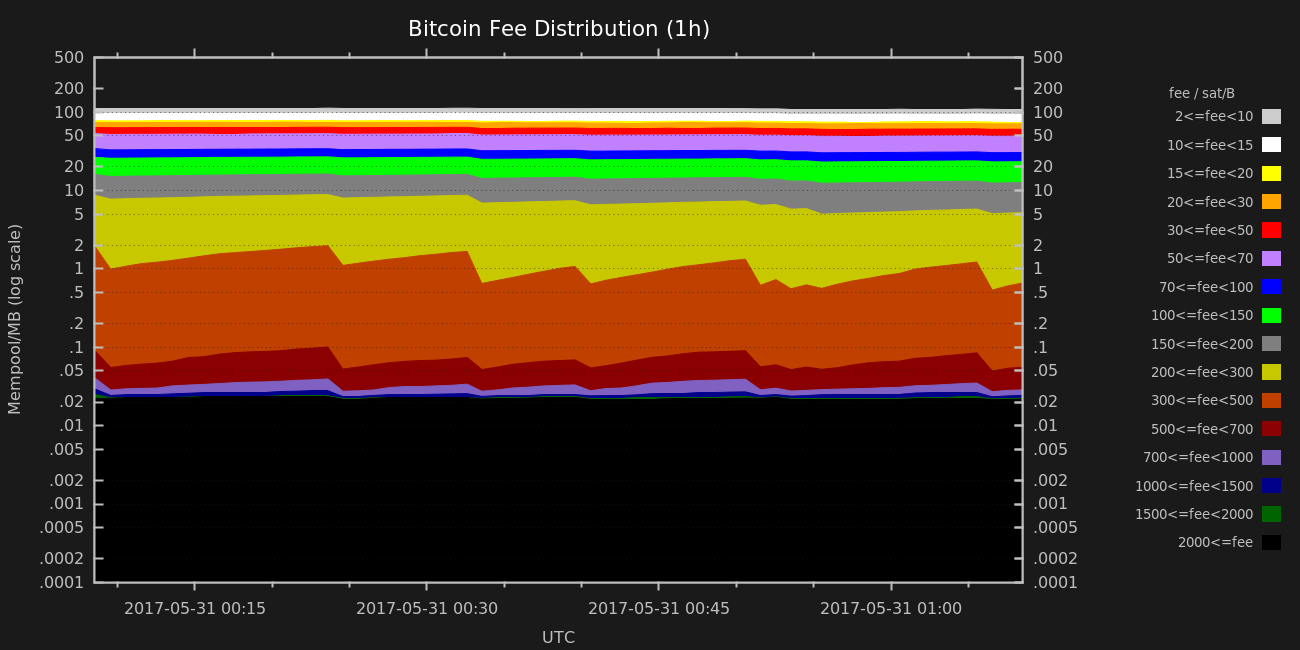 Bitcoin Fee Distribution (1h)
500 500
200 200
100 100
50 50
20 20
10 10
5 5
2 2
1 1
.5 .5
.2 .2
.1 .1
.05 .05
.02 .02
.01 .01
.005 .005
.002 .002
.001 .001
.0005 .0005
.0002 .0002
.0001 .0001
Mempool/MB (log scale)
2017-05-31 00:15 2017-05-31 00:30 2017-05-31 00:45 2017-05-31 01:00
UTC
fee / sat/B
2<=fee<10
10<=fee<15
15<=fee<20
20<=fee<30
30<=fee<50
50<=fee<70
70<=fee<100
100<=fee<150
150<=fee<200
200<=fee<300
300<=fee<500
500<=fee<700
700<=fee<1000
1000<=fee<1500
1500<=fee<2000
2000<=fee